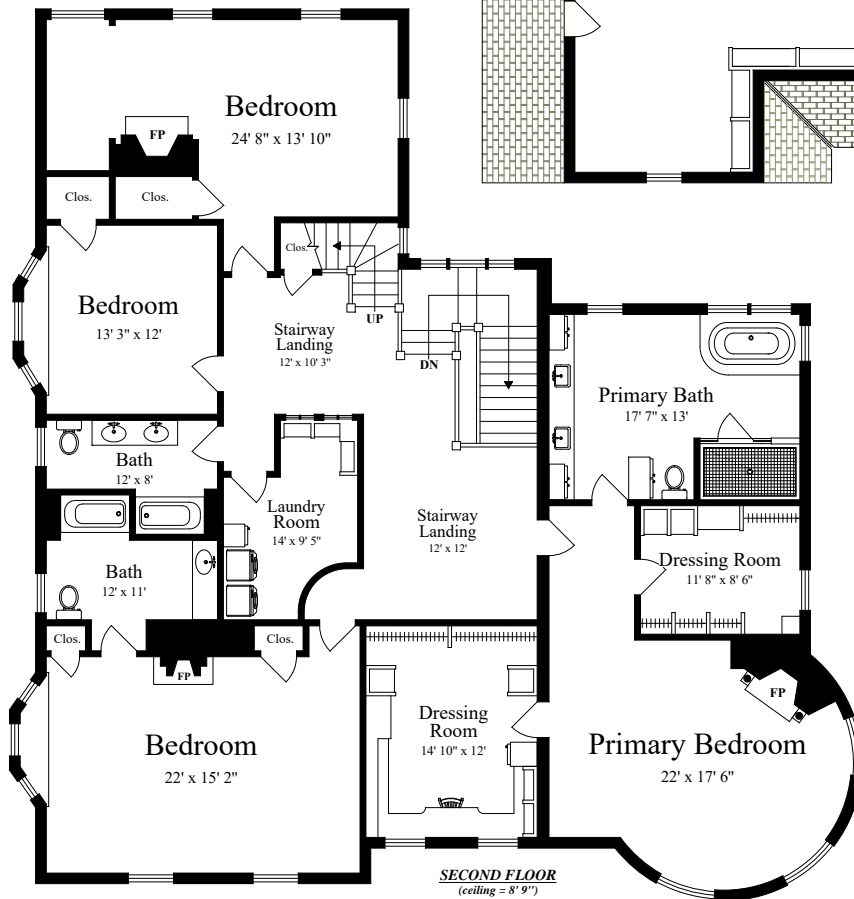 Bedroom
24' 8" x 13' 10"
FP
Clos.
Clos.
Bedroom
13' 3" x 12'
Clos.
UP
Stairway
Landing
12' x 10' 3"
DN
Primary Bath
17' 7" x 13'
Bath
12' x 8'
Laundry
Room
14' x 9' 5"
Stairway
Landing
12' x 12'
Dressing Room
11' 8" x 8' 6"
Bath
12' x 11'
Clos.
Clos.
FP
Bedroom
22' x 15' 2"
Dressing
Room
14' 10" x 12'
FP
Primary Bedroom
22' x 17' 6"
SECOND FLOOR
(ceiling = 8' 9")